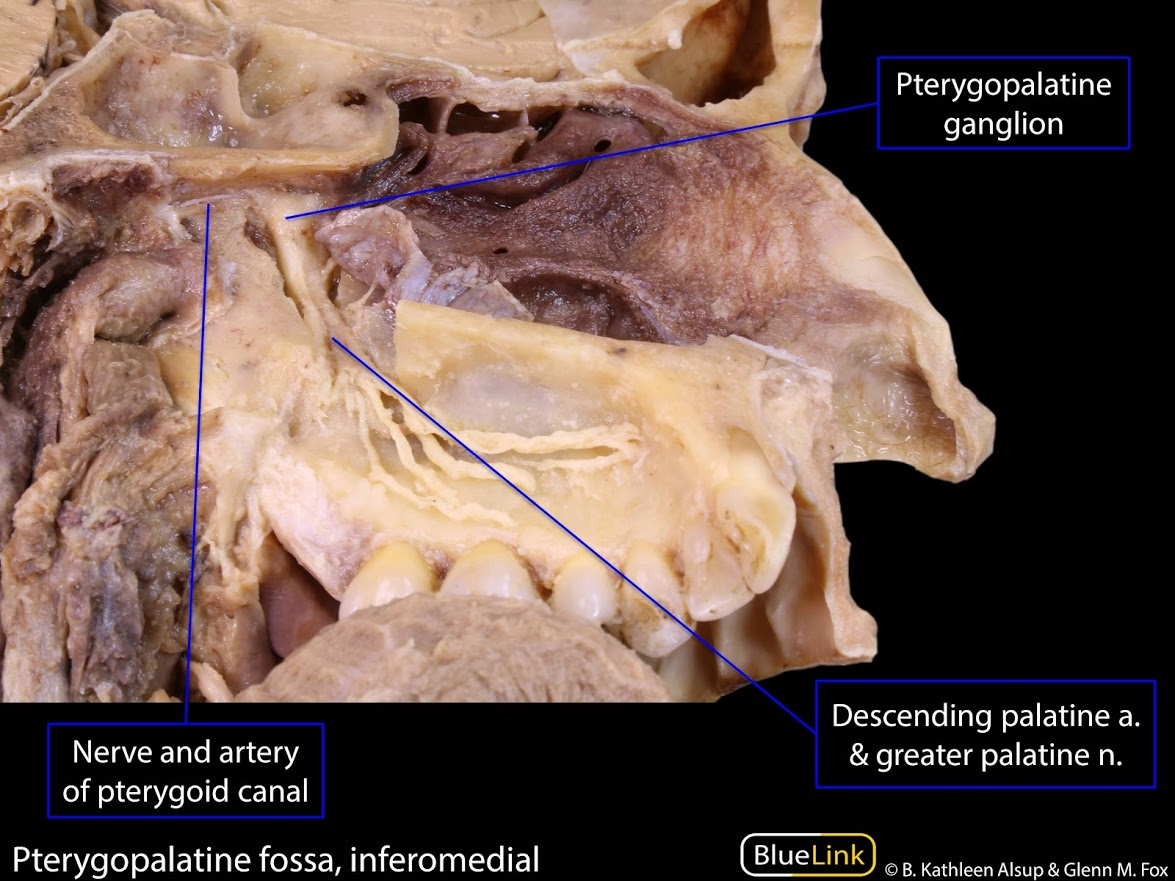 Pterygopalatine
ganglion
Descending palatine a.
& greater palatine n.
Nerve and artery
of pterygoid canal
Pterygopalatine fossa, inferomedial
BlueLink
© B. Kathleen Alsup & Glenn M. Fox